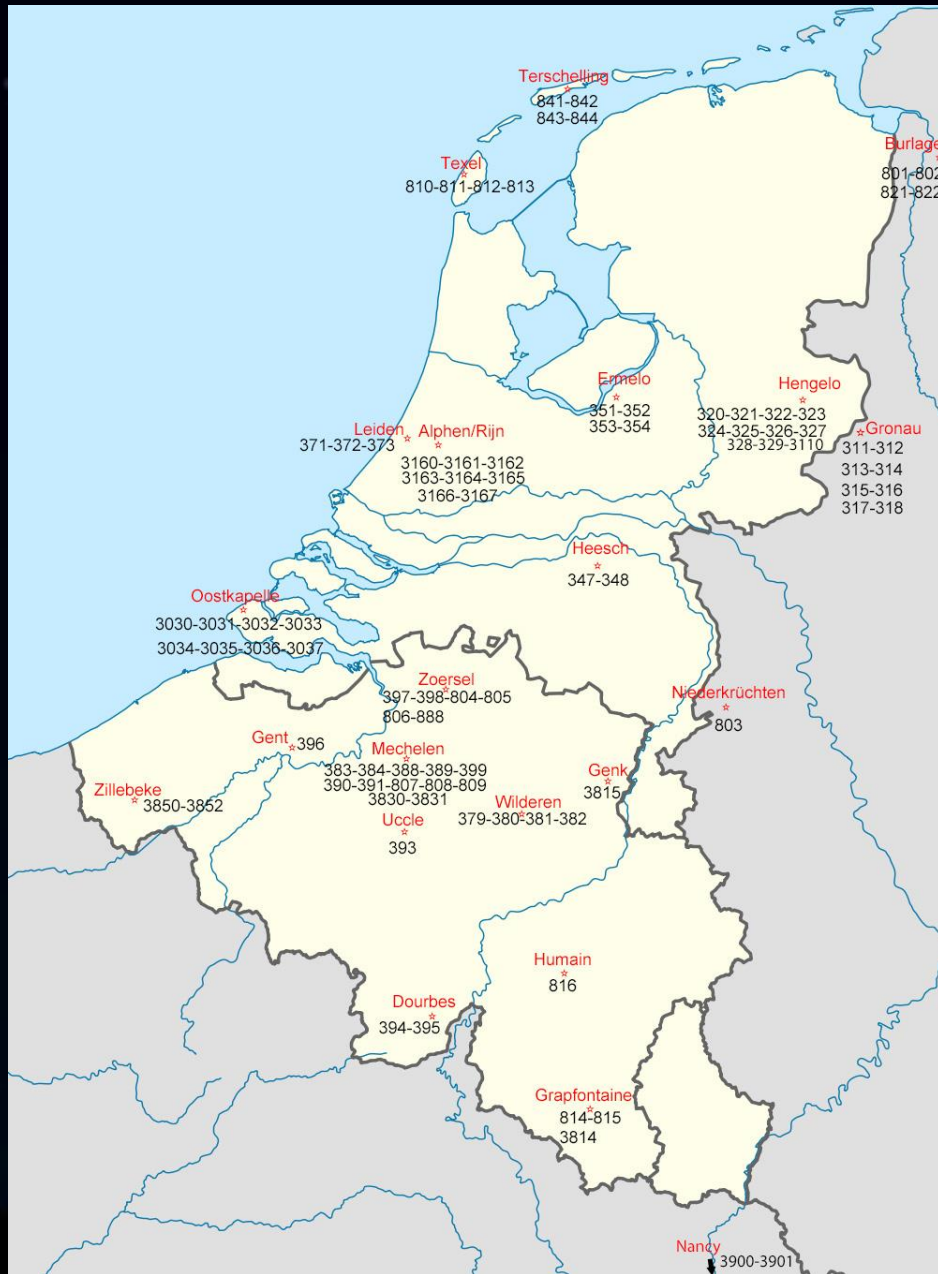 Terschelling
841-842
843-844
Burlage
801-802
821-822
Texel
810-811-812-813
Ermelo
351-352
353-354
Hengelo
320-321-322-323
324-325-326-327
328-329-3110
Gronau
311-312
313-314
315-316
317-318
Leiden
371-372-373
Alphen/Rijn
3160-3161-3162
3163-3164-3165
3166-3167
Heesch
347-348
Oostkapelle
3030-3031-3032-3033
3034-3035-3036-3037
Zoersel
397-398-804-805
806-888
Niederkrüchten
803
Gent
396
Mechelen
383-384-388-389-399
390-391-807-808-809
3830-3831
Genk
3815
Zillebeke
3850-3852
Wilderen
379-380-381-382
Uccle
393
Humain
816
Dourbes
394-395
Grapfontaine
814-815
3814
Nancy
3900-3901